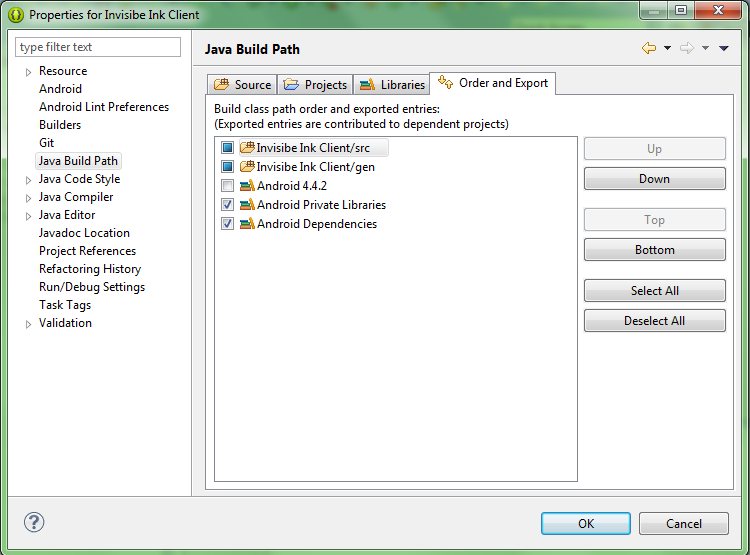 Properties for Invisibe Ink Client
type filter text
Resource
Android
Android Lint Preferences
Builders
Git
Java Build Path
Java Code Style
Java Compiler
Java Editor
Javadoc Location
Project References
Refactoring History
Run/Debug Settings
Task Tags
Validation
Java Build Path
Source
Projects
Libraries
Order and Export
Build class path order and exported entries:
(Exported entries are contributed to dependent projects)
Invisibe Ink Client/src
Invisibe Ink Client/gen
Android 4.4.2
Android Private Libraries
Android Dependencies
Up
Down
Top
Bottom
Select All
Deselect All
?
OK
Cancel